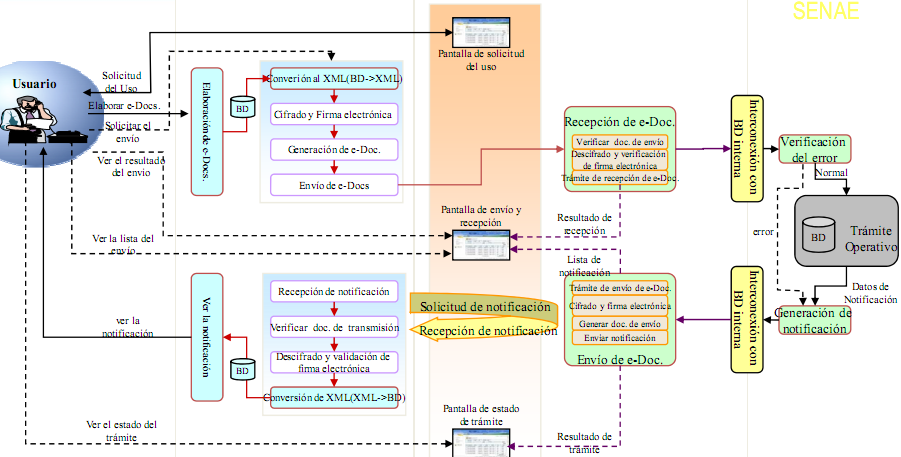 SENAE
Pantalla de solicitud
del uso
Usuario
Solicitud
del Uso
Elaborar e-Docs.
Solicitar el
envío
Ver el resultado
del envío
Elaboración de e-Docs.
BD
Converión al XML(BD->XML)
Cifrado y Firma electrónica
Generación de e-Doc.
Envío de e-Docs
Recepción de e-Doc.
Verificar doc. de envío
Descifrado y verificación
de firma electrónica
Trámite de recepción de e-Doc.
Interconexión con
BD interna
Verificación
del error
Normal
BD
Trámite
Operativo
error
Datos de
Notificación
Generación de
notificación
Pantalla de envío y
recepción
Resultado de
recepción
Ver la lista del
envío
Lista de
notificación
Ver la notificación
BD
Recepción de notificación
Verificar doc. de transmisión
Descifrado y validación de
firma electrónica
Conversión de XML(XML->BD)
ver la
notificación
Solicitud de notificación
Recepción de notificación
Trámite de envío de e-Doc.
Cifrado y firma electrónica
Generar doc. de envío
Enviar notificación
Envío de e-Doc.
Interconexión con
BD interna
Pantalla de estado
de trámite
Ver el estado del
trámite
Resultado de
trámite